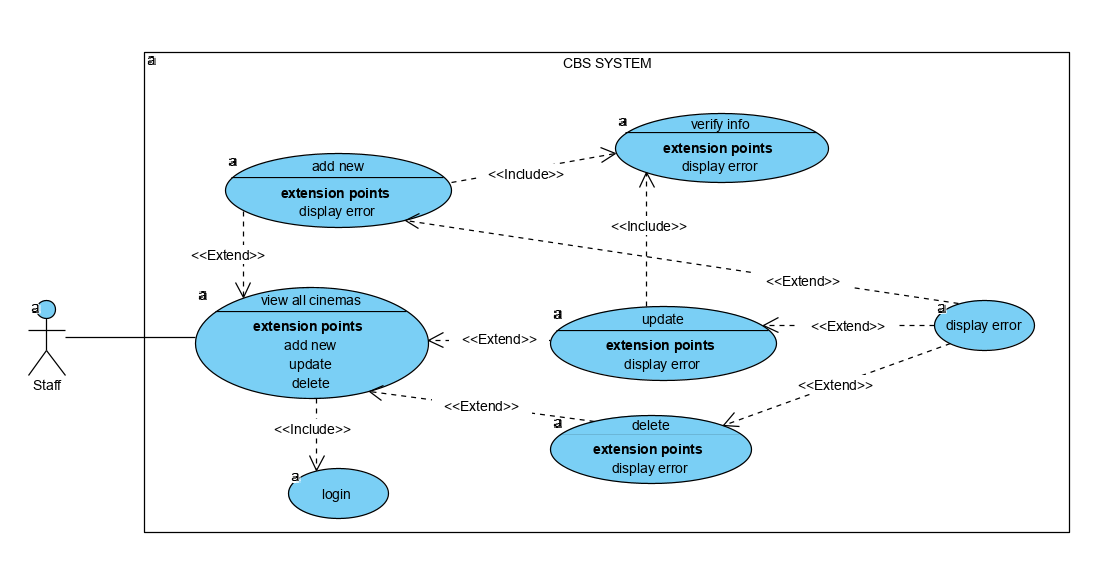 a
CBS SYSTEM
a
verify info
extension points
display error
a
add new
extension points
display error
<<Include>>
<<Include>>
<<Extend>>
<<Extend>>
a
view all cinemas
extension points
add new
update
delete
a
Staff
<<Extend>>
a
update
extension points
display error
<<Extend>>
a
display error
<<Extend>>
<<Extend>>
a
delete
extension points
display error
<<Include>>
a
login